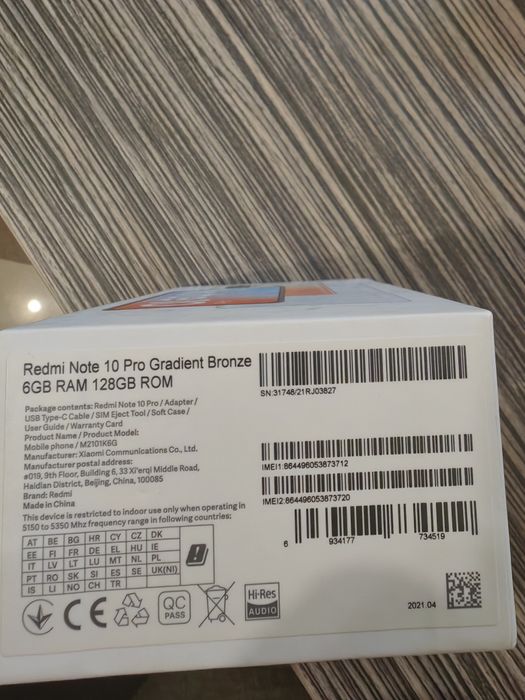 Redmi Note 10 Pro Gradient Bronze
6GB RAM 128GB ROM
Package contents: Redmi Note 10 Pro / Adapter /
USB Type-C Cable / SIM Eject Tool / Soft Case /
User Guide / Warranty Card
Product Name / Product Model:
Mobile phone / M2101K6G
Manufacturer: Xiaomi Communications Co., Ltd.
Manufacturer postal address:
#019, 9th Floor, Building 6, 33 Xi'erqi Middle Road,
Haidian District, Beijing, China, 100085
Brand: Redmi
Made in China
This device is restricted to indoor use only when operating in
5150 to 5350 Mhz frequency range in following countries:
AT BE BG HR CY CZ DK
EE FI FR DE EL HU IE
IT LV LT LU MT NL PL
PT RO SK SI ES SE UK(NI)
IS LI NO CH TR
CE
QC
PASS
Hi-Res
AUDIO
SN:31746/21RJ03827
IMEI1:864496053873712
IMEI2:864496053873720
6 934177 734519
2021.04